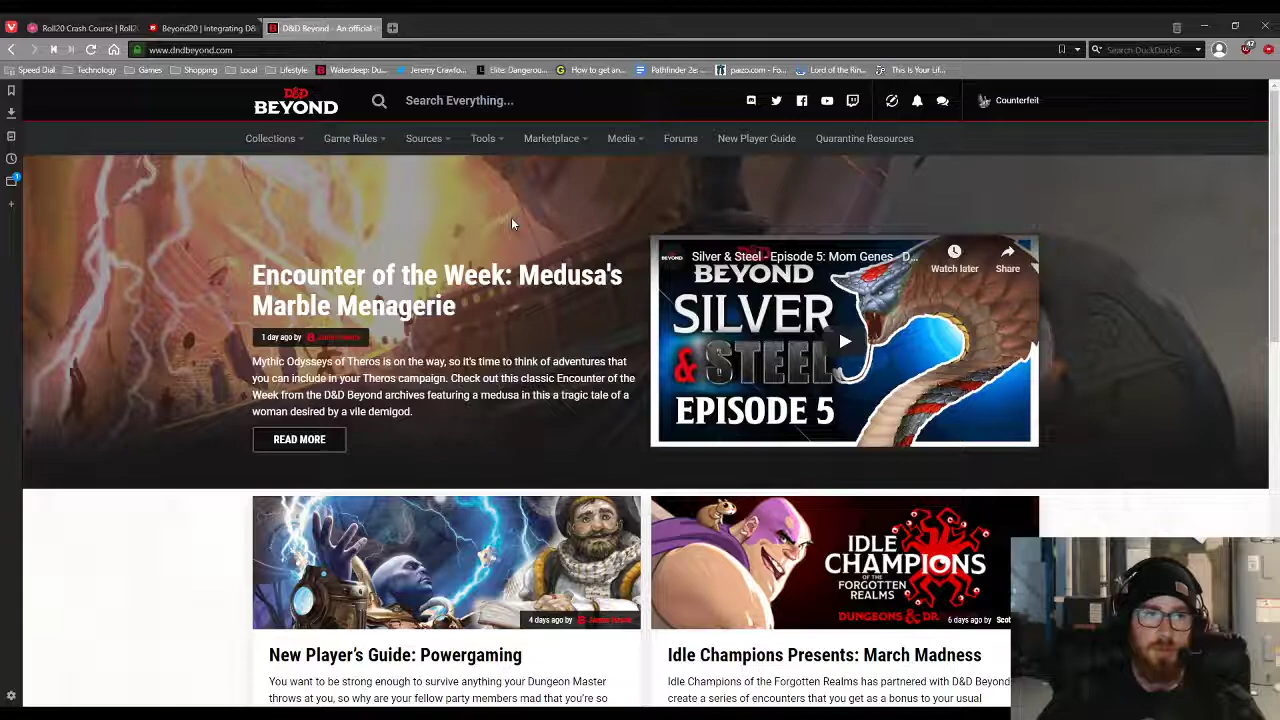 Roll20 Crash Course | Roll2
Beyond20 | Integrating D&
D&D Beyond - An official
www.dndbeyond.com
Search DuckDuckG
42
Speed Dial
Technology
Games
Shopping
Local
Lifestyle
Waterdeep: Du...
Jeremy Crawfo...
Elite: Dangerou...
How to get an...
Pathfinder 2e
paizo.com - Fo...
Lord of the Rin...
This Is Your Lif...
1
D&D
BEYOND
Search Everything...
Counterfeit
Collections
Game Rules
Sources
Tools
Marketplace
Media
Forums
New Player Guide
Quarantine Resources
Encounter of the Week: Medusa's
Marble Menagerie
1 day ago by
Mythic Odysseys of Theros is on the way, so it's time to think of adventures that
you can include in your Theros campaign. Check out this classic Encounter of the
Week from the D&D Beyond archives featuring a medusa in this a tragic tale of a
woman desired by a vile demigod.
READ MORE
BEYOND
Silver & Steel - Episode 5: Mom Genes - D...
Watch later
Share
BEYOND
SILVER
& STEEL
EPISODE 5
4 days ago by
New Player's Guide: Powergaming
You want to be strong enough to survive anything your Dungeon Master
throws at you, so why are your fellow party members mad that you're so
IDLE
CHAMPIONS
OF THE
FORGOTTEN
REALMS
DUNGEONS & DR
6 days ago by Scot
Idle Champions Presents: March Madness
Idle Champions of the Forgotten Realms has partnered with D&D Beyond
create a series of encounters that you get as a bonus to your usual